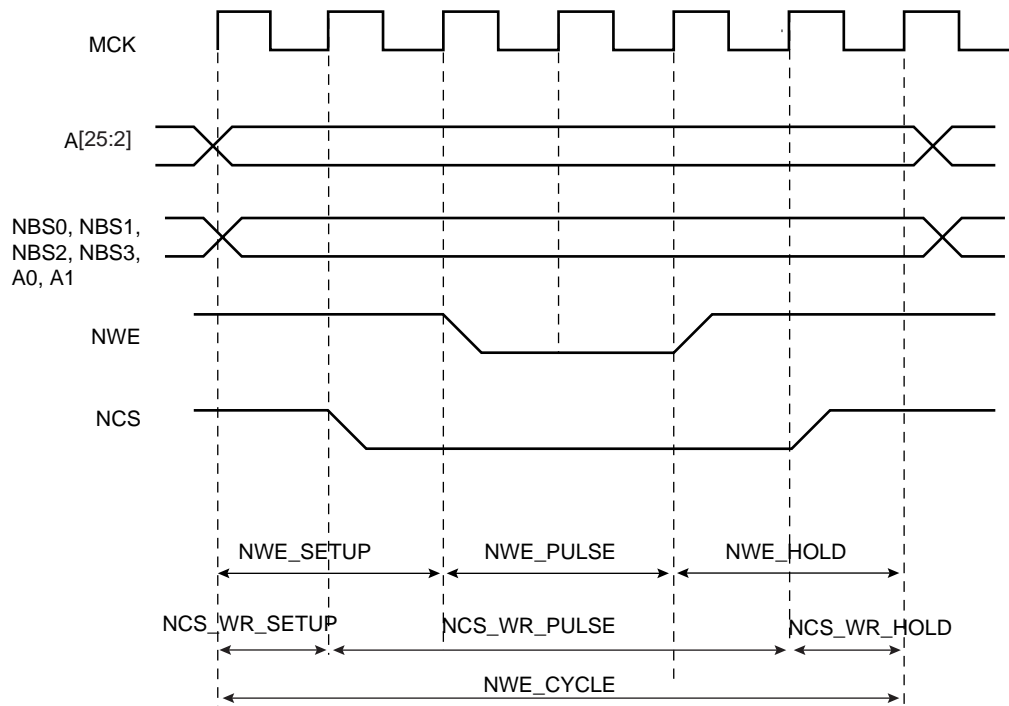 MCK
A[25:2]
NBS0, NBS1,
NBS2, NBS3,
A0, A1
NWE
NCS
NWE_SETUP
NWE_PULSE
NWE_HOLD
NCS_WR_SETUP
NCS_WR_PULSE
NCS_WR_HOLD
NWE_CYCLE